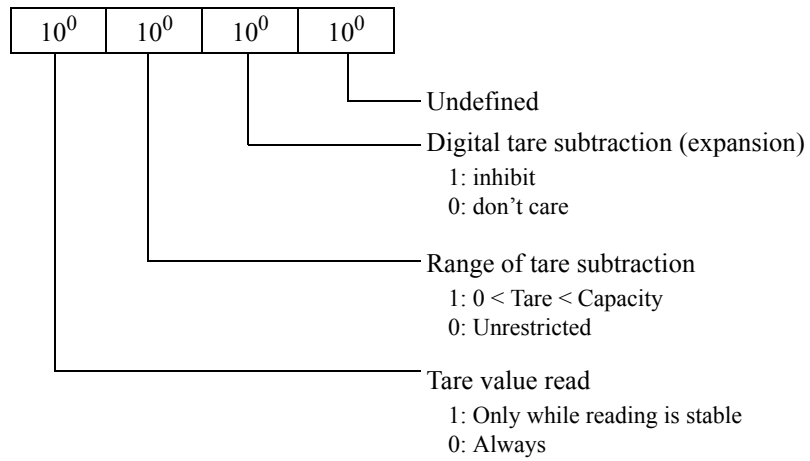 10⁰ 10⁰ 10⁰ 10⁰
Undefined
Digital tare subtraction (expansion)
1: inhibit
0: don’t care
Range of tare subtraction
1: 0 < Tare < Capacity
0: Unrestricted
Tare value read
1: Only while reading is stable
0: Always